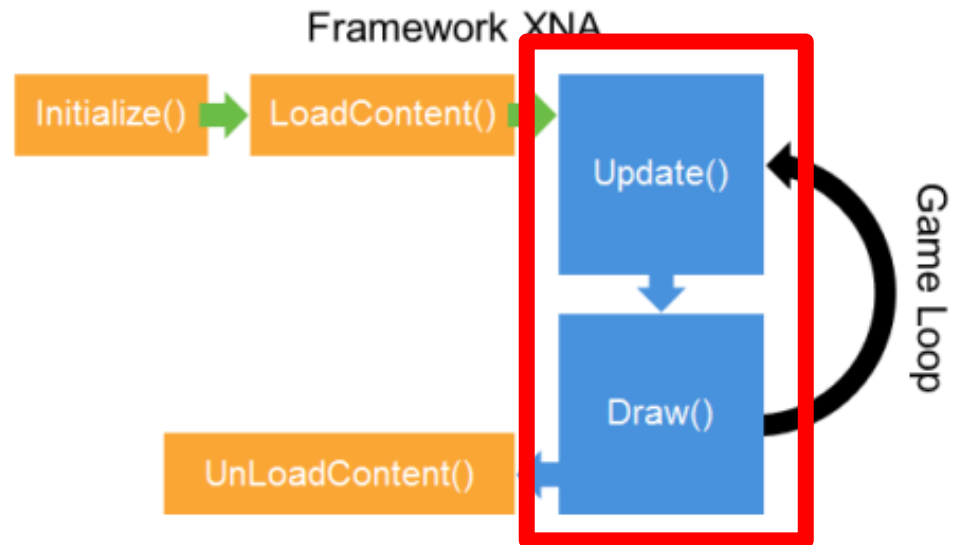 Framework XNA
Initialize()
LoadContent()
Update()
Game Loop
Draw()
UnLoadContent()